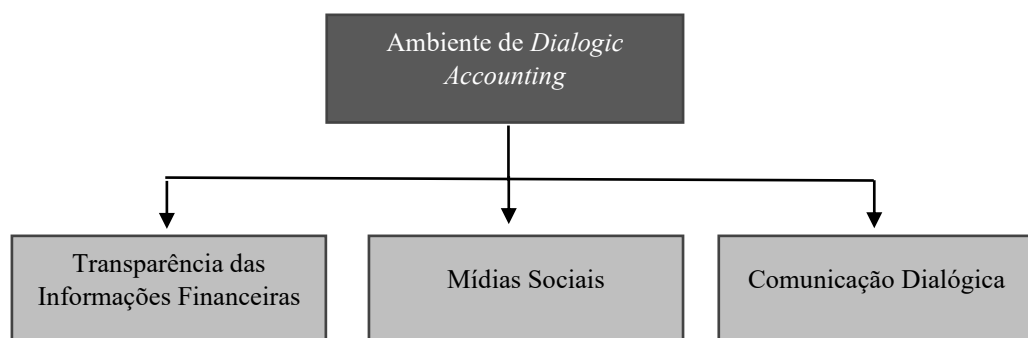 Ambiente de Dialogic
Accounting
Transparência das
Informações Financeiras
Mídias Sociais
Comunicação Dialógica